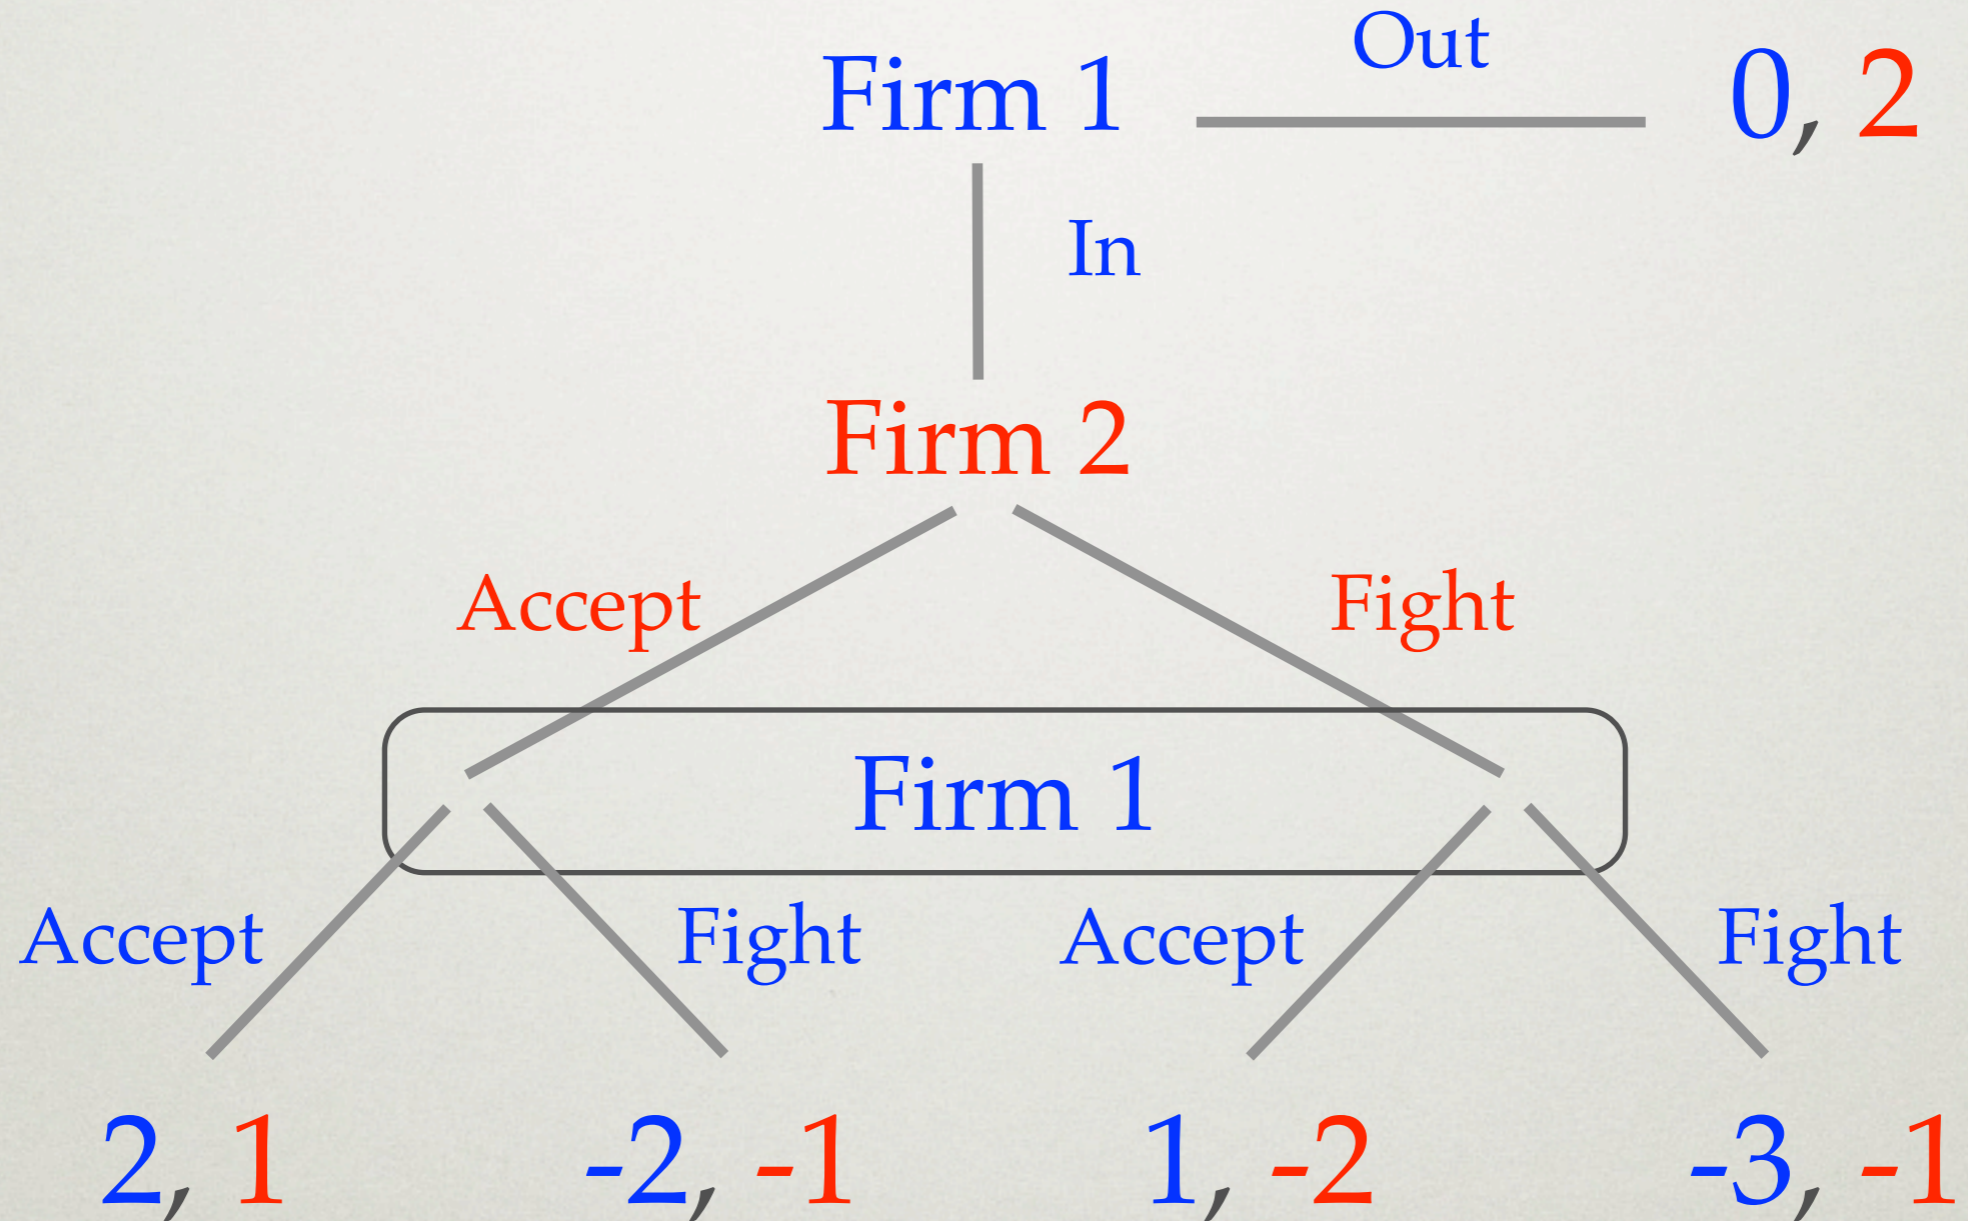 Out
Firm 1 0, 2
In
Firm 2
Accept Fight
Firm 1
Accept Fight Accept Fight
2, 1 -2, -1 1, -2 -3, -1